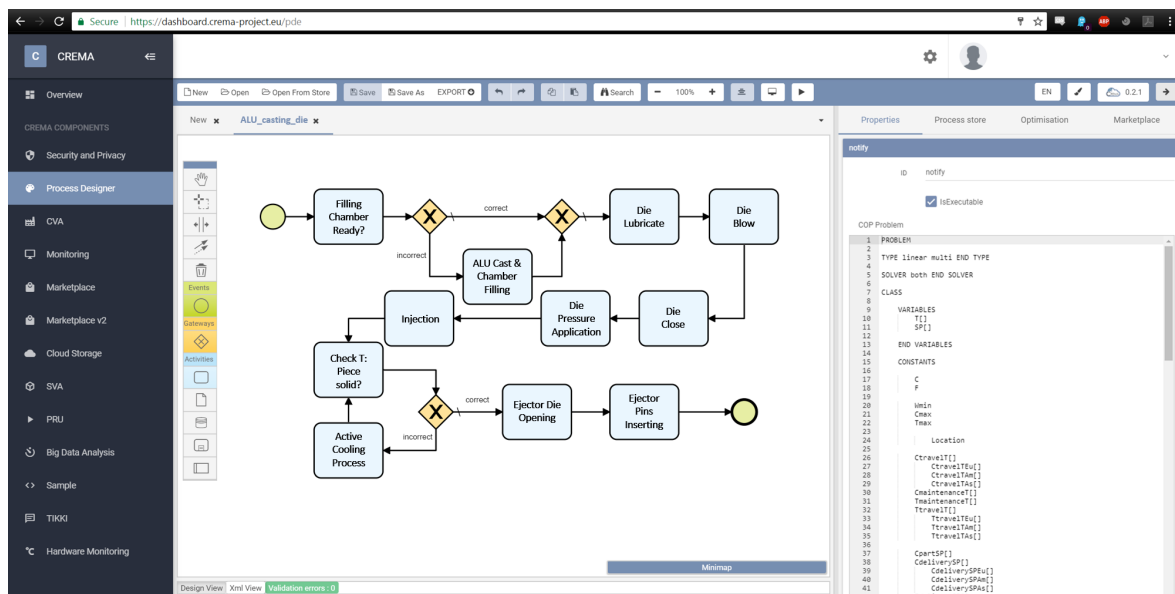 Secure | https://dashboard.crema-project.eu/pde
C CREMA
Overview
CREMA COMPONENTS
Security and Privacy
Process Designer
CVA
Monitoring
Marketplace
Marketplace v2
Cloud Storage
SVA
PRU
Big Data Analysis
Sample
TIKKI
°C Hardware Monitoring
New Open Open From Store Save Save As EXPORT Search 100% EN 0.2.1
New x ALU_casting_die x
Events
Gateways
Activities
Filling
Chamber
Ready?
X
correct
incorrect
X
ALU Cast &
Chamber
Filling
Die
Lubricate
Die
Blow
Die
Close
Die
Pressure
Application
Injection
Check T:
Piece
solid?
X
correct
incorrect
Active
Cooling
Process
Ejector Die
Opening
Ejector
Pins
Inserting
Minimap
Design View Xml View Validation errors : 0
Properties Process store Optimisation Marketplace
notify
ID notify
IsExecutable
COP Problem
1 PROBLEM
2
3 TYPE linear multi END TYPE
4
5 SOLVER both END SOLVER
6
7 CLASS
8
9 VARIABLES
10 T[]
11 SP[]
12
13 END VARIABLES
14
15 CONSTANTS
16
17 C
18 F
19
20 Wmin
21 Cmax
22 Tmax
23
24 Location
25
26 CtravelT[]
27 CtravelTEu[]
28 CtravelTAm[]
29 CtravelTAs[]
30 CmaintenanceT[]
31 TmaintenanceT[]
32 TtravelT[]
33 TtravelTEu[]
34 TtravelTAm[]
35 TtravelTAs[]
36
37 CpartSP[]
38 CdeliverySP[]
39 CdeliverySPEu[]
40 CdeliverySPAm[]
41 CdeliverySPAs[]